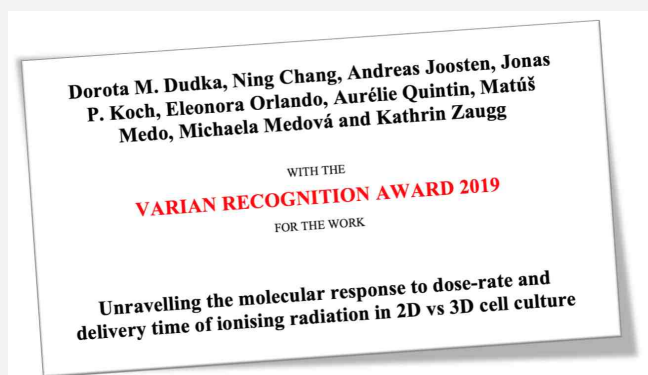 Dorota M. Dudka, Ning Chang, Andreas Joosten, Jonas
P. Koch, Eleonora Orlando, Aurélie Quintin, Matúš
Medo, Michaela Medová and Kathrin Zaugg
WITH THE
VARIAN RECOGNITION AWARD 2019
FOR THE WORK
Unravelling the molecular response to dose-rate and
delivery time of ionising radiation in 2D vs 3D cell culture